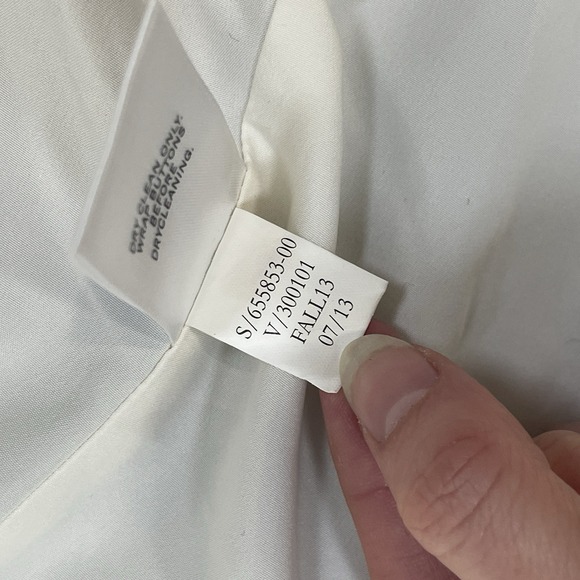 DRY CLEAN ONLY
WRAP BUTTONS
BEFORE
DRYCLEANING.
S/655853-00
V/300101
FALL13
07/13